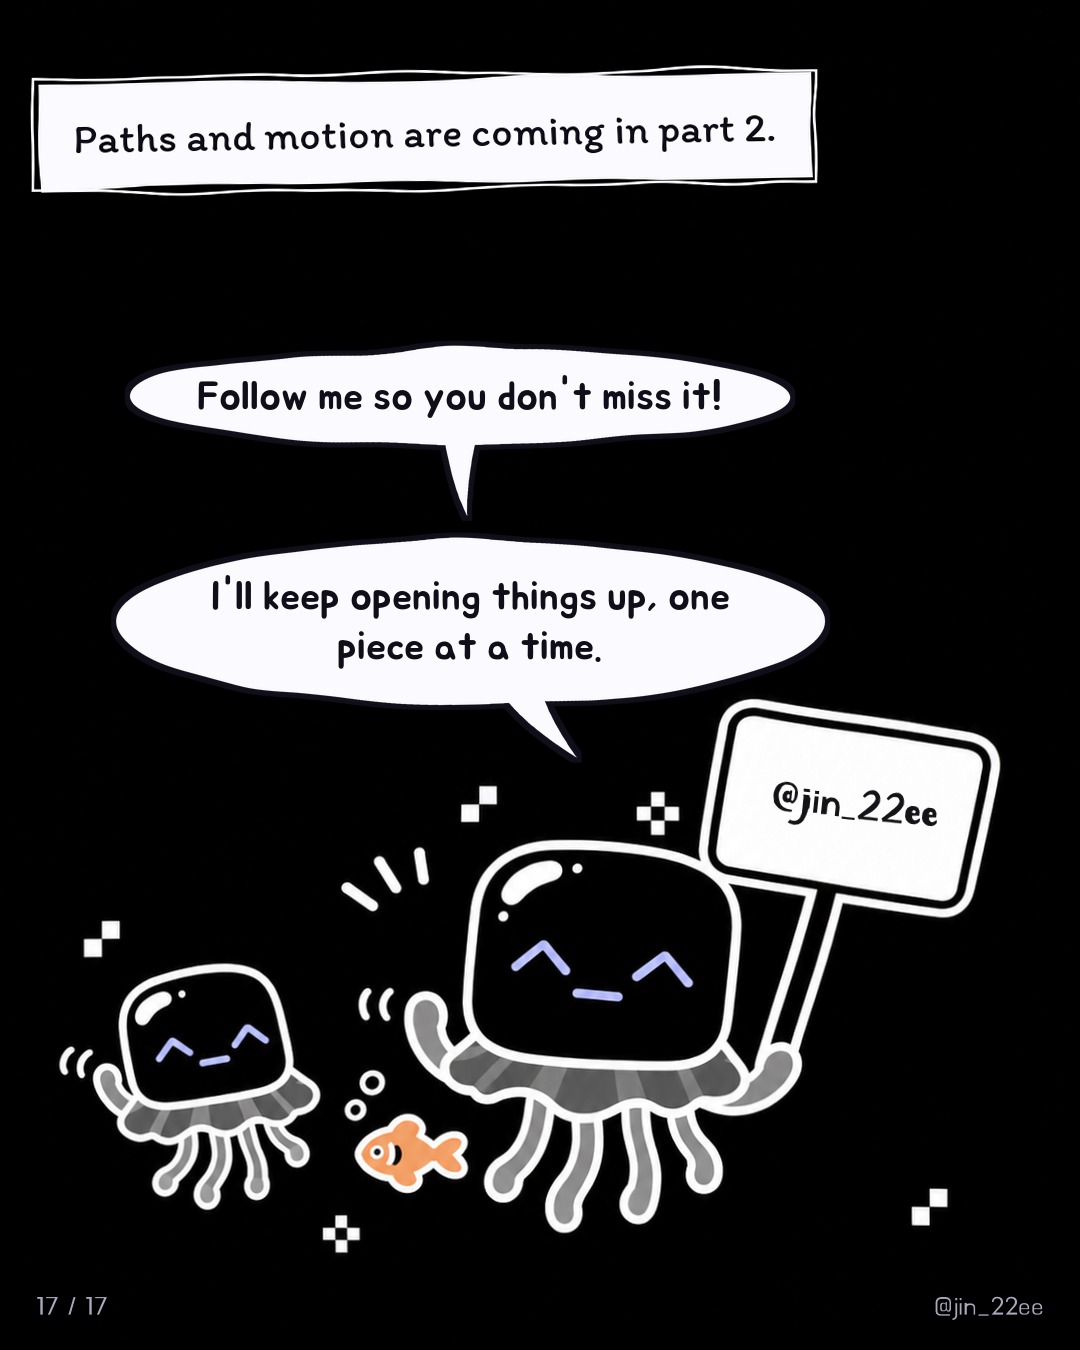 Paths and motion are coming in part 2.
Follow me so you don't miss it!
I'll keep opening things up, one
piece at a time.
@jin_22ee
17 / 17
@jin_22ee